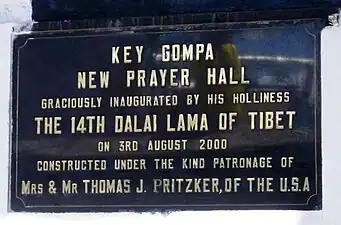 KEY GOMPA
NEW PRAYER HALL
GRACIOUSLY INAUGURATED BY HIS HOLLINESS
THE 14TH DALAI LAMA OF TIBET
ON 3RD AUGUST 2000
CONSTRUCTED UNDER THE KIND PATRONAGE OF
MRS & MR THOMAS J. PRITZKER, OF THE U.S.A